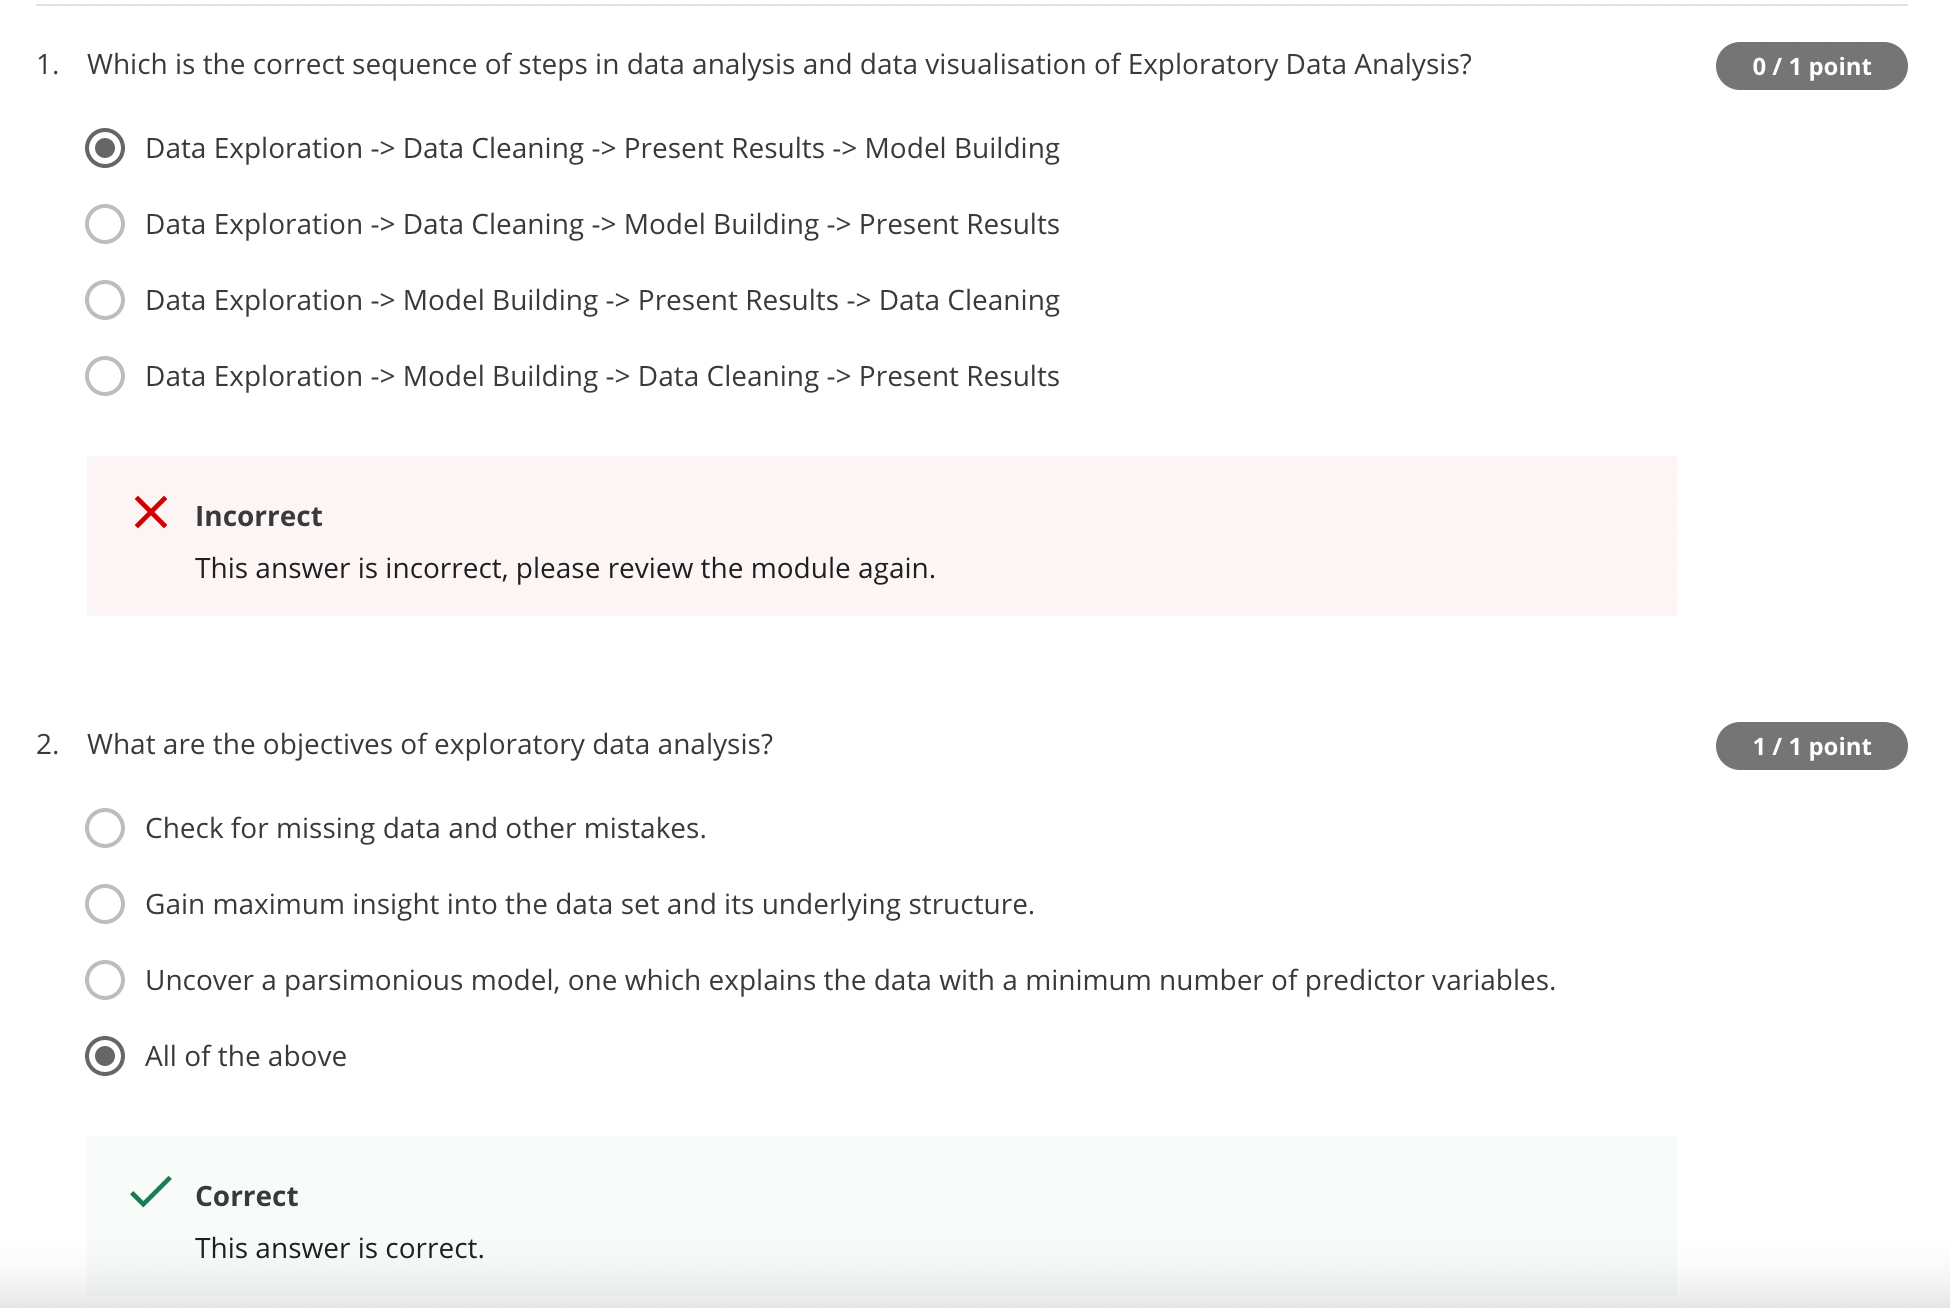 1. Which is the correct sequence of steps in data analysis and data visualisation of Exploratory Data Analysis?
0 / 1 point
Data Exploration -> Data Cleaning -> Present Results -> Model Building
Data Exploration -> Data Cleaning -> Model Building -> Present Results
Data Exploration -> Model Building -> Present Results -> Data Cleaning
Data Exploration -> Model Building -> Data Cleaning -> Present Results
Incorrect
This answer is incorrect, please review the module again.
2. What are the objectives of exploratory data analysis?
1 / 1 point
Check for missing data and other mistakes.
Gain maximum insight into the data set and its underlying structure.
Uncover a parsimonious model, one which explains the data with a minimum number of predictor variables.
All of the above
Correct
This answer is correct.